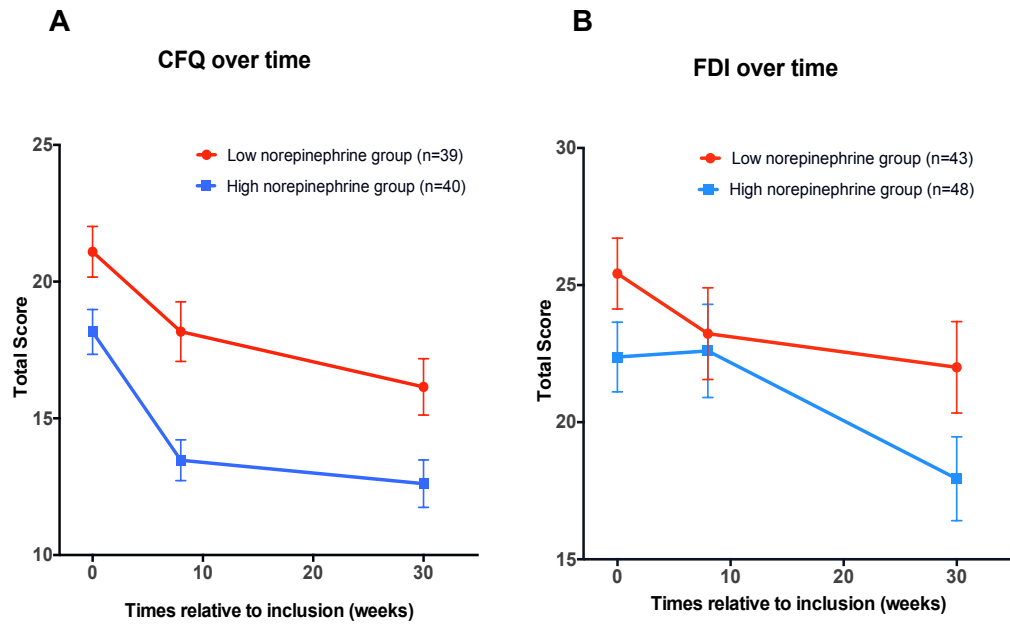 A
CFQ over time
Total Score
25
20
15
10
Low norepinephrine group (n=39)
High norepinephrine group (n=40)
0 10 20 30
Times relative to inclusion (weeks)
B
FDI over time
Total Score
30
25
20
15
Low norepinephrine group (n=43)
High norepinephrine group (n=48)
0 10 20 30
Times relative to inclusion (weeks)